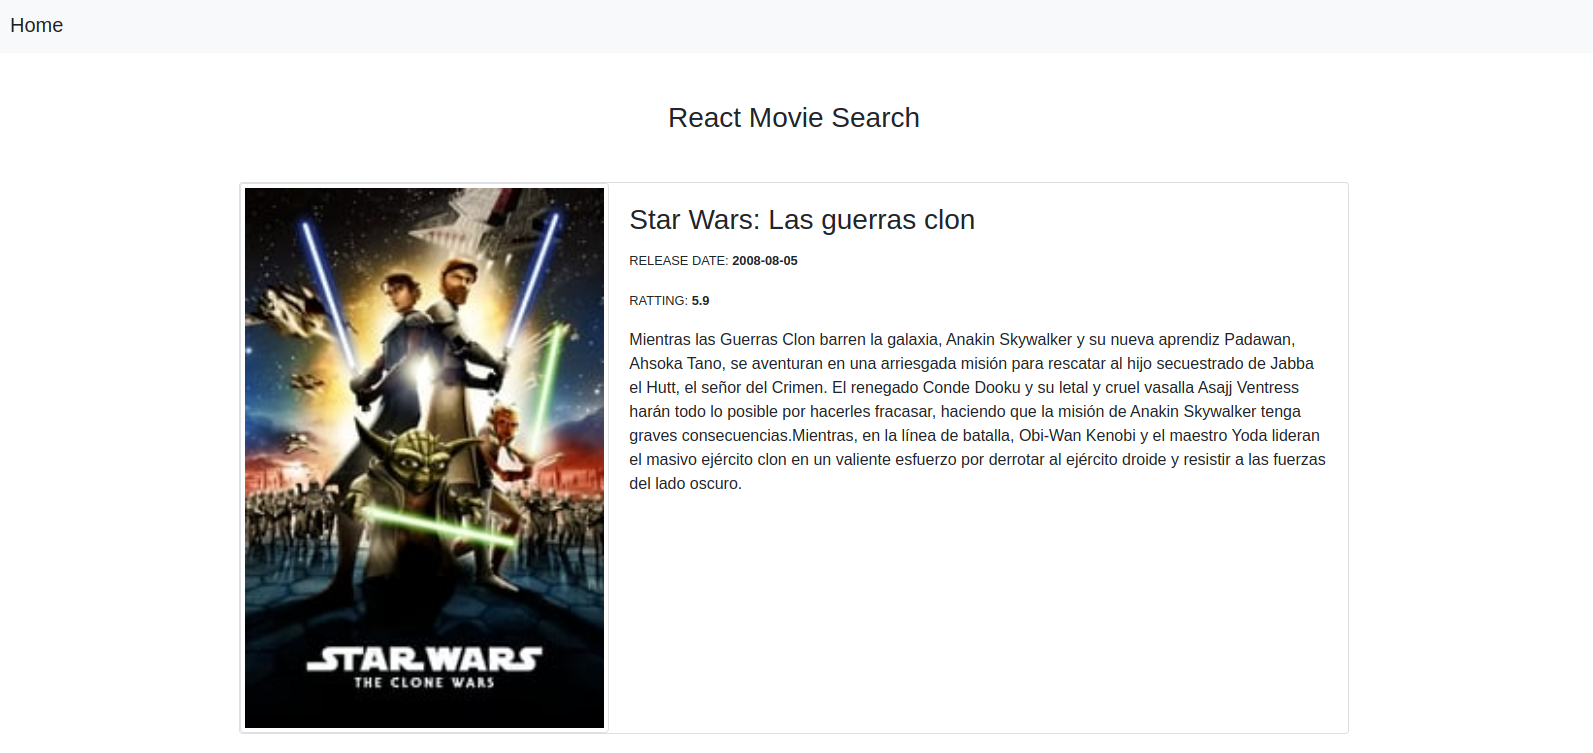 Home
React Movie Search
Star Wars: Las guerras clon
RELEASE DATE: 2008-08-05
RATTING: 5.9
Mientras las Guerras Clon barren la galaxia, Anakin Skywalker y su nueva aprendiz Padawan,
Ahsoka Tano, se aventuran en una arriesgada misión para rescatar al hijo secuestrado de Jabba
el Hutt, el señor del Crimen. El renegado Conde Dooku y su letal y cruel vasalla Asajj Ventress
harán todo lo posible por hacerles fracasar, haciendo que la misión de Anakin Skywalker tenga
graves consecuencias.Mientras, en la línea de batalla, Obi-Wan Kenobi y el maestro Yoda lideran
el masivo ejército clon en un valiente esfuerzo por derrotar al ejército droide y resistir a las fuerzas
del lado oscuro.
STAR WARS
THE CLONE WARS